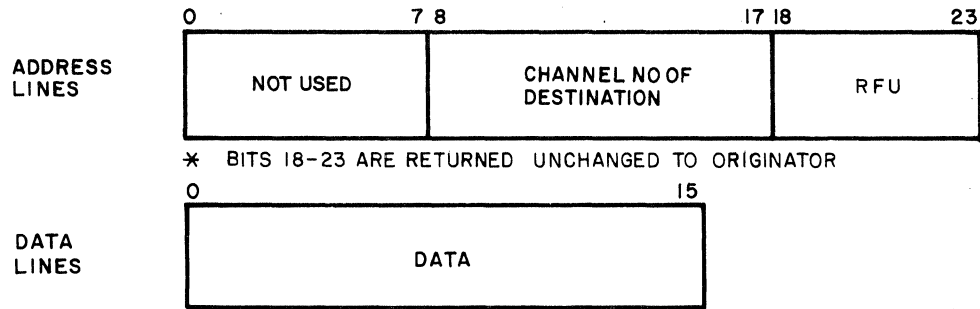 0 7 8 17 18 23
ADDRESS
LINES
NOT USED
CHANNEL NO OF
DESTINATION
RFU
* BITS 18-23 ARE RETURNED UNCHANGED TO ORIGINATOR
0 15
DATA
LINES
DATA